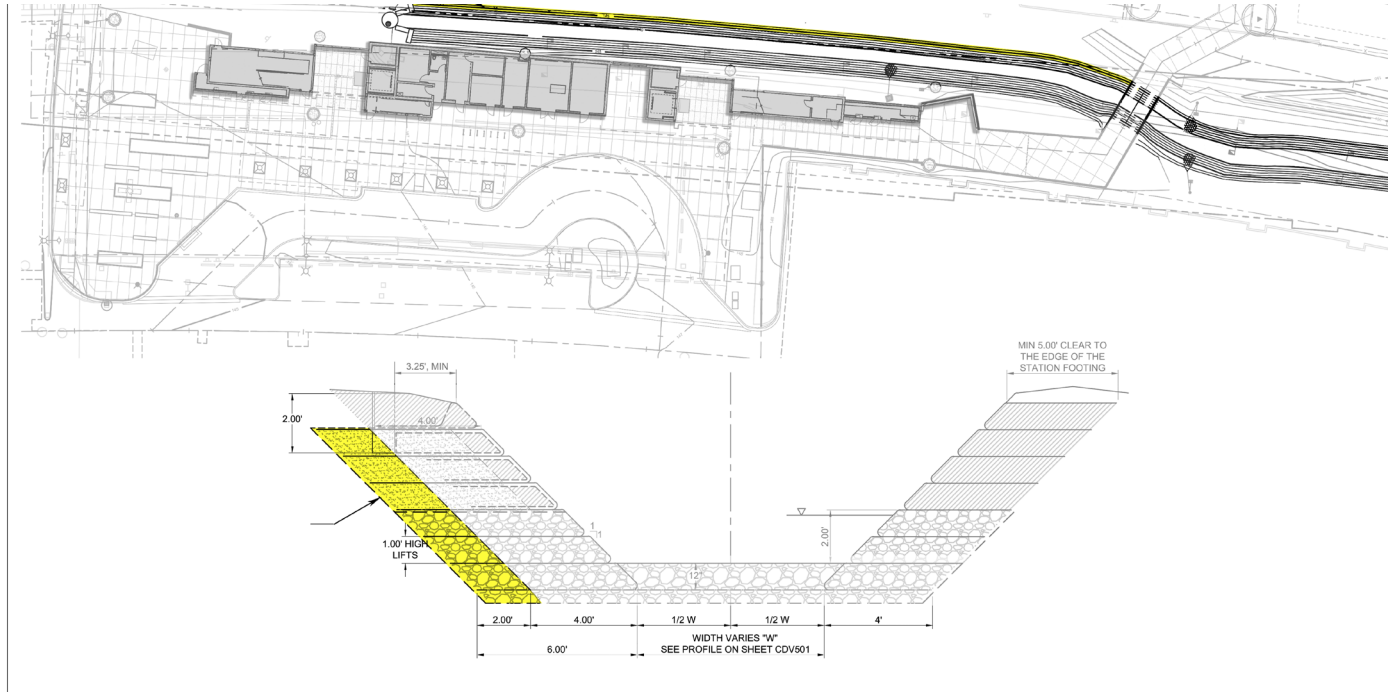 MIN 5.00' CLEAR TO
THE EDGE OF THE
STATION FOOTING
3.25', MIN
2.00'
4.00'
1
1
2.00'
1.00' HIGH
LIFTS
12"
2.00'
4.00'
1/2 W
1/2 W
4'
WIDTH VARIES "W"
SEE PROFILE ON SHEET CDV501
6.00'